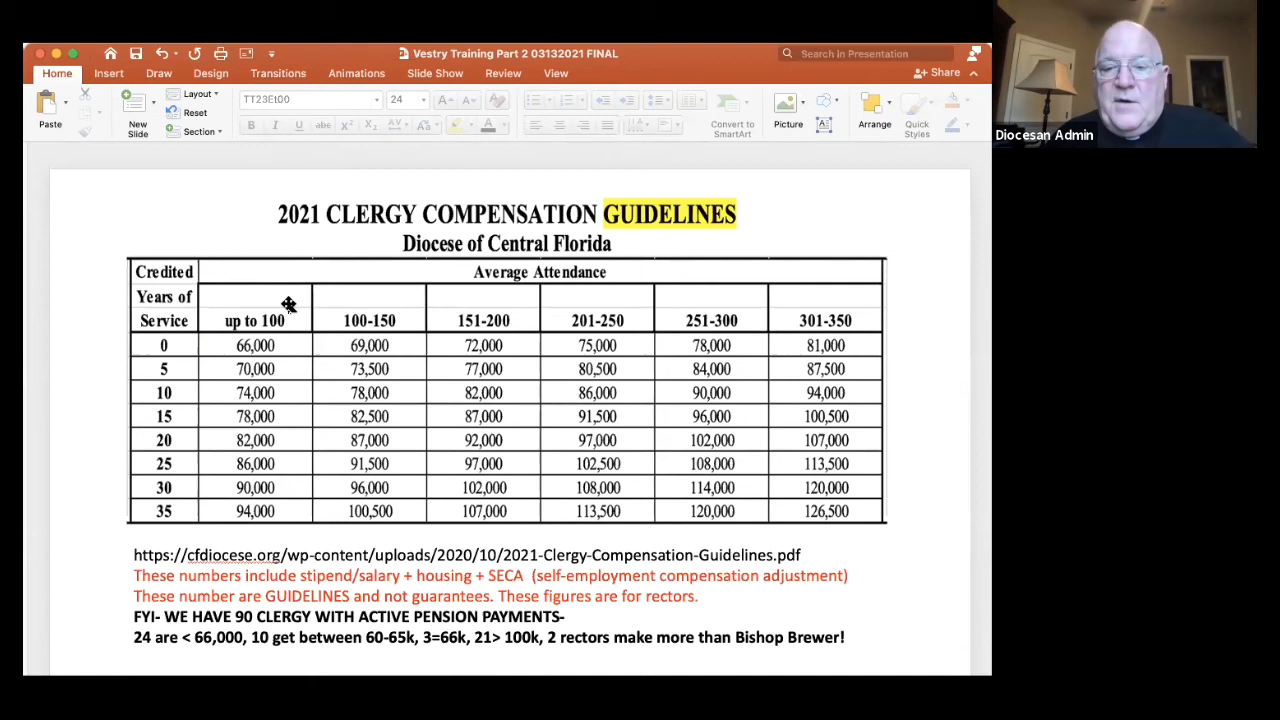 Vestry Training Part 2 03132021 FINAL
Search in Presentation
Home Insert Draw Design Transitions Animations Slide Show Review View Share
Paste
New Slide
Layout
Reset
Section
TT23Et00
24
Convert to SmartArt
Picture
Arrange
Quick Styles
Diocesan Admin
2021 CLERGY COMPENSATION GUIDELINES
Diocese of Central Florida
Credited Average Attendance
Years of
Service up to 100 100-150 151-200 201-250 251-300 301-350
0 66,000 69,000 72,000 75,000 78,000 81,000
5 70,000 73,500 77,000 80,500 84,000 87,500
10 74,000 78,000 82,000 86,000 90,000 94,000
15 78,000 82,500 87,000 91,500 96,000 100,500
20 82,000 87,000 92,000 97,000 102,000 107,000
25 86,000 91,500 97,000 102,500 108,000 113,500
30 90,000 96,000 102,000 108,000 114,000 120,000
35 94,000 100,500 107,000 113,500 120,000 126,500
https://cfdiocese.org/wp-content/uploads/2020/10/2021-Clergy-Compensation-Guidelines.pdf
These numbers include stipend/salary + housing + SECA (self-employment compensation adjustment)
These number are GUIDELINES and not guarantees. These figures are for rectors.
FYI- WE HAVE 90 CLERGY WITH ACTIVE PENSION PAYMENTS-
24 are < 66,000, 10 get between 60-65k, 3=66k, 21> 100k, 2 rectors make more than Bishop Brewer!